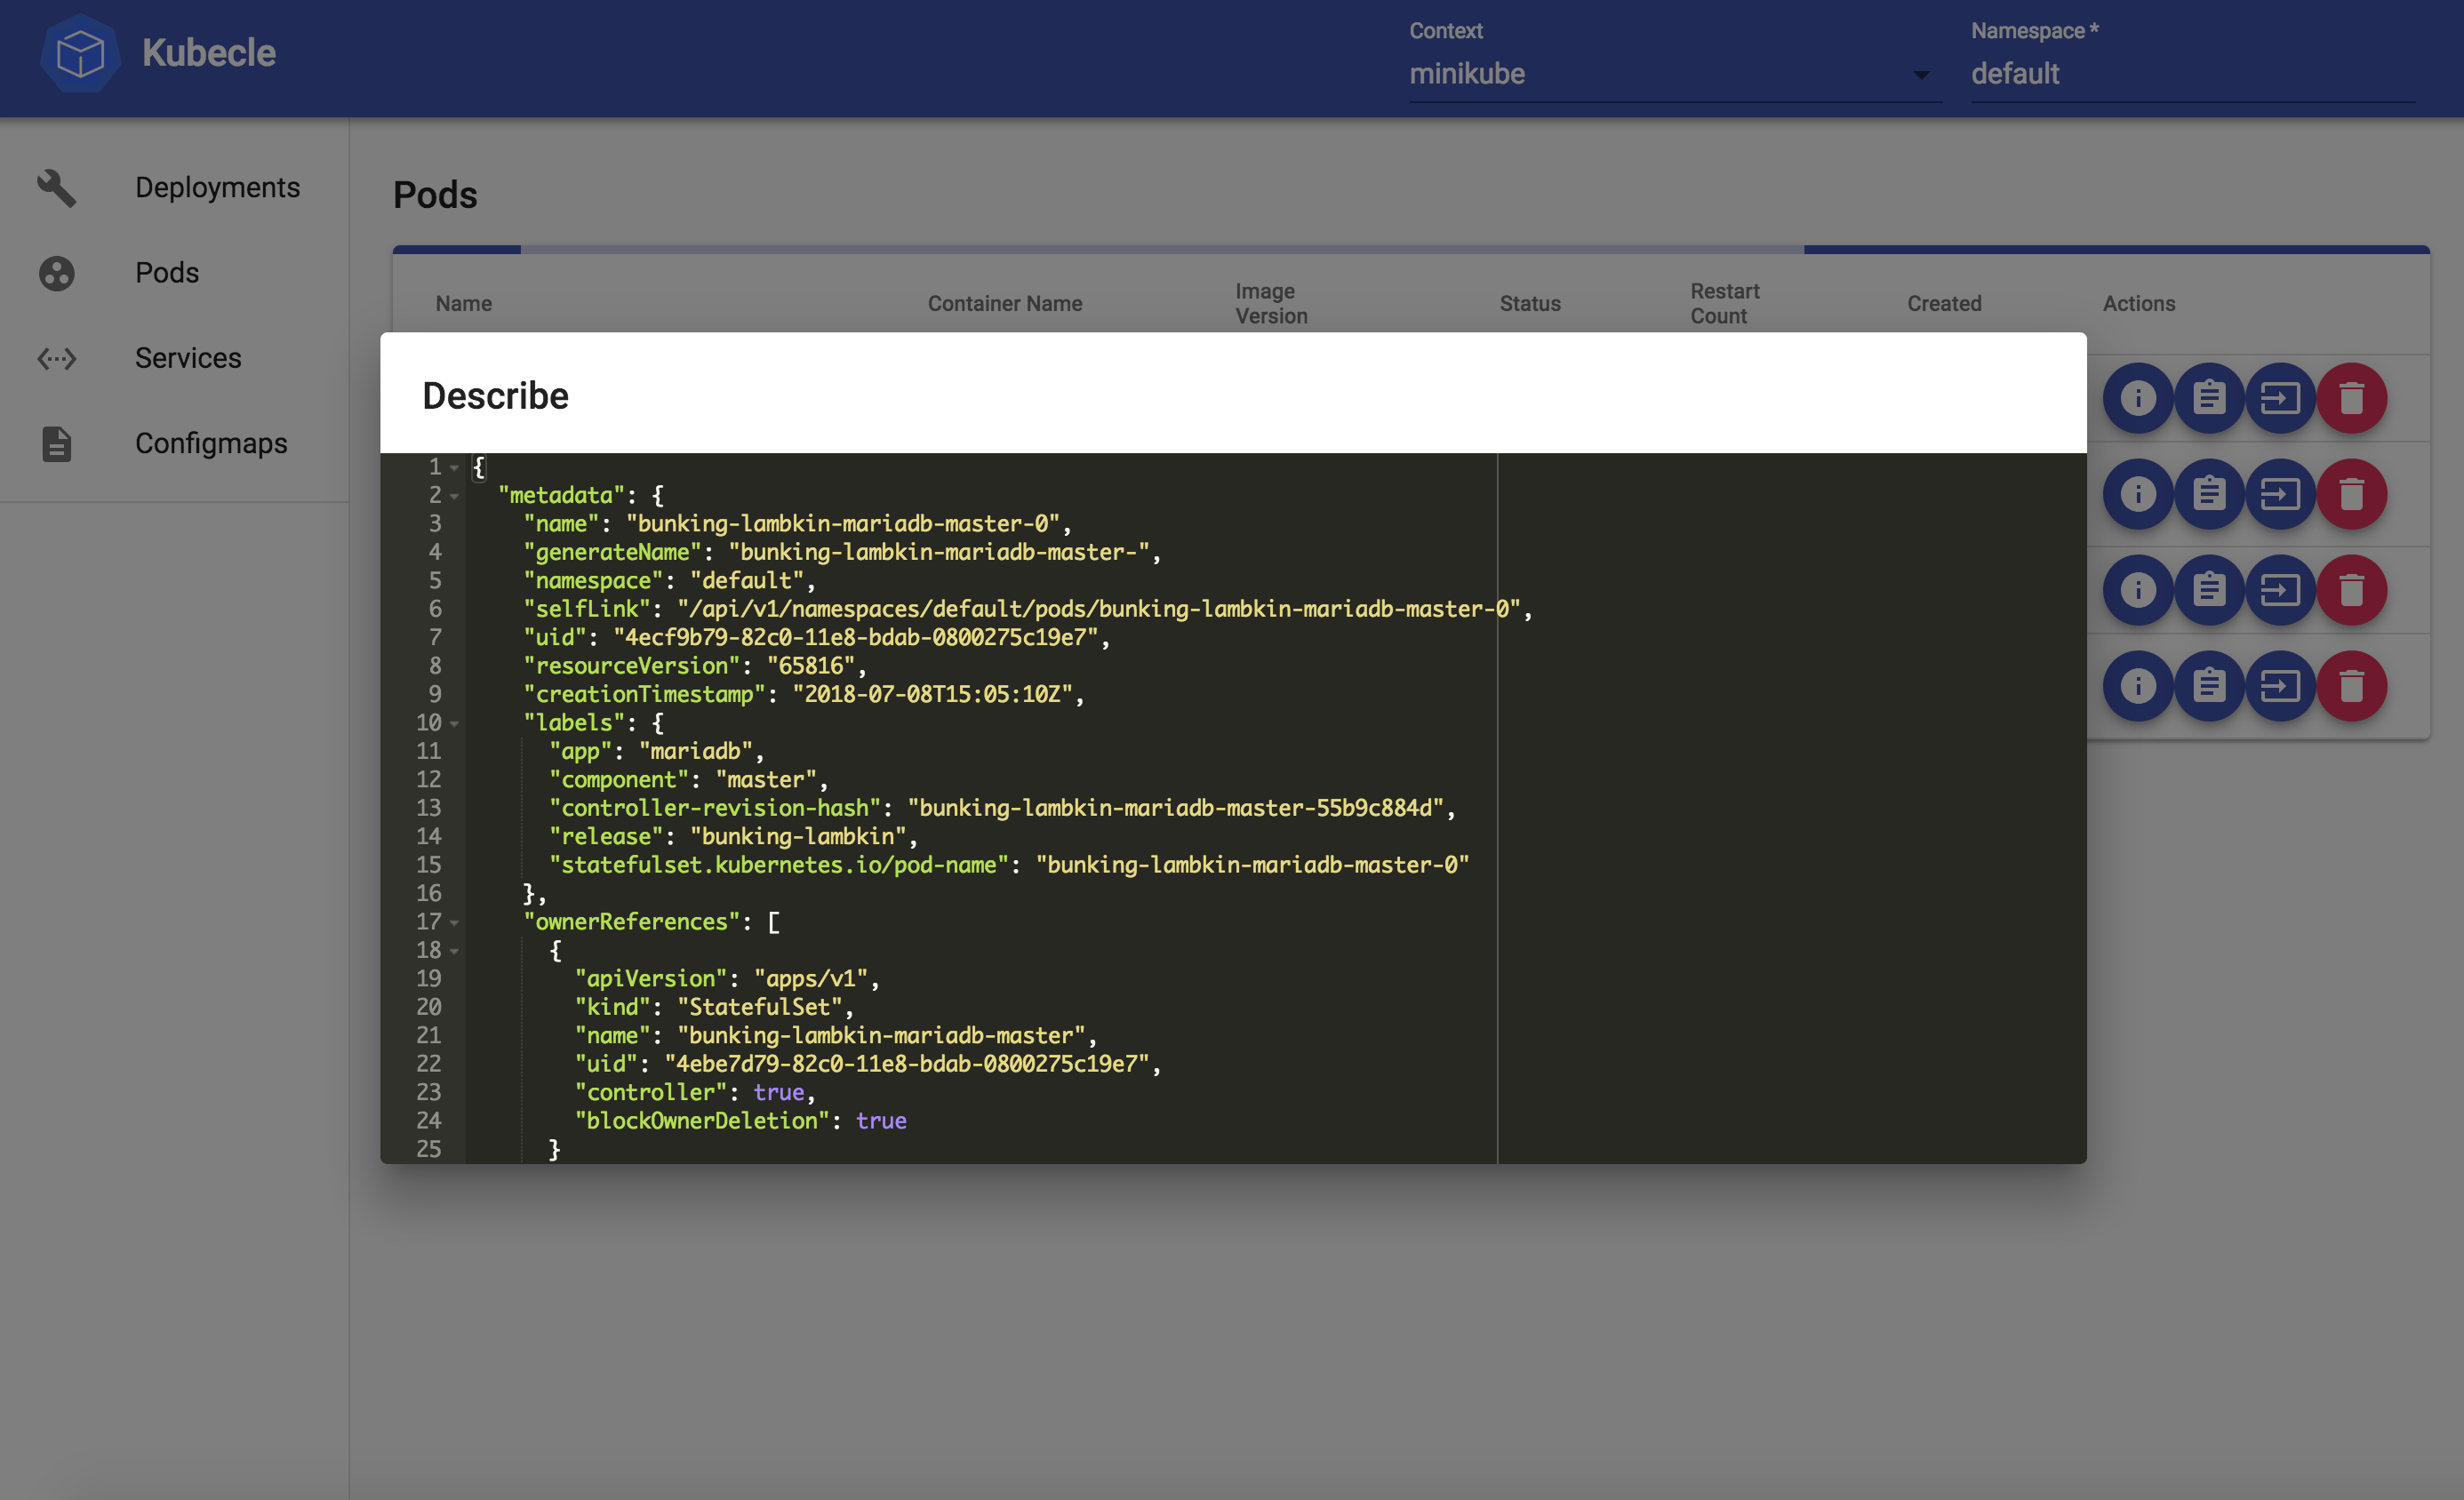 Kubecle
Context
minikube
Namespace *
default
Deployments
Pods
Services
Configmaps
Pods
Name
Container Name
Image
Version
Status
Restart
Count
Created
Actions
Describe
1 {
2 "metadata": {
3 "name": "bunking-lambkin-mariadb-master-0",
4 "generateName": "bunking-lambkin-mariadb-master-",
5 "namespace": "default",
6 "selfLink": "/api/v1/namespaces/default/pods/bunking-lambkin-mariadb-master-0",
7 "uid": "4ecf9b79-82c0-11e8-bdab-0800275c19e7",
8 "resourceVersion": "65816",
9 "creationTimestamp": "2018-07-08T15:05:10Z",
10 "labels": {
11 "app": "mariadb",
12 "component": "master",
13 "controller-revision-hash": "bunking-lambkin-mariadb-master-55b9c884d",
14 "release": "bunking-lambkin",
15 "statefulset.kubernetes.io/pod-name": "bunking-lambkin-mariadb-master-0"
16 },
17 "ownerReferences": [
18 {
19 "apiVersion": "apps/v1",
20 "kind": "StatefulSet",
21 "name": "bunking-lambkin-mariadb-master",
22 "uid": "4ebe7d79-82c0-11e8-bdab-0800275c19e7",
23 "controller": true,
24 "blockOwnerDeletion": true
25 }